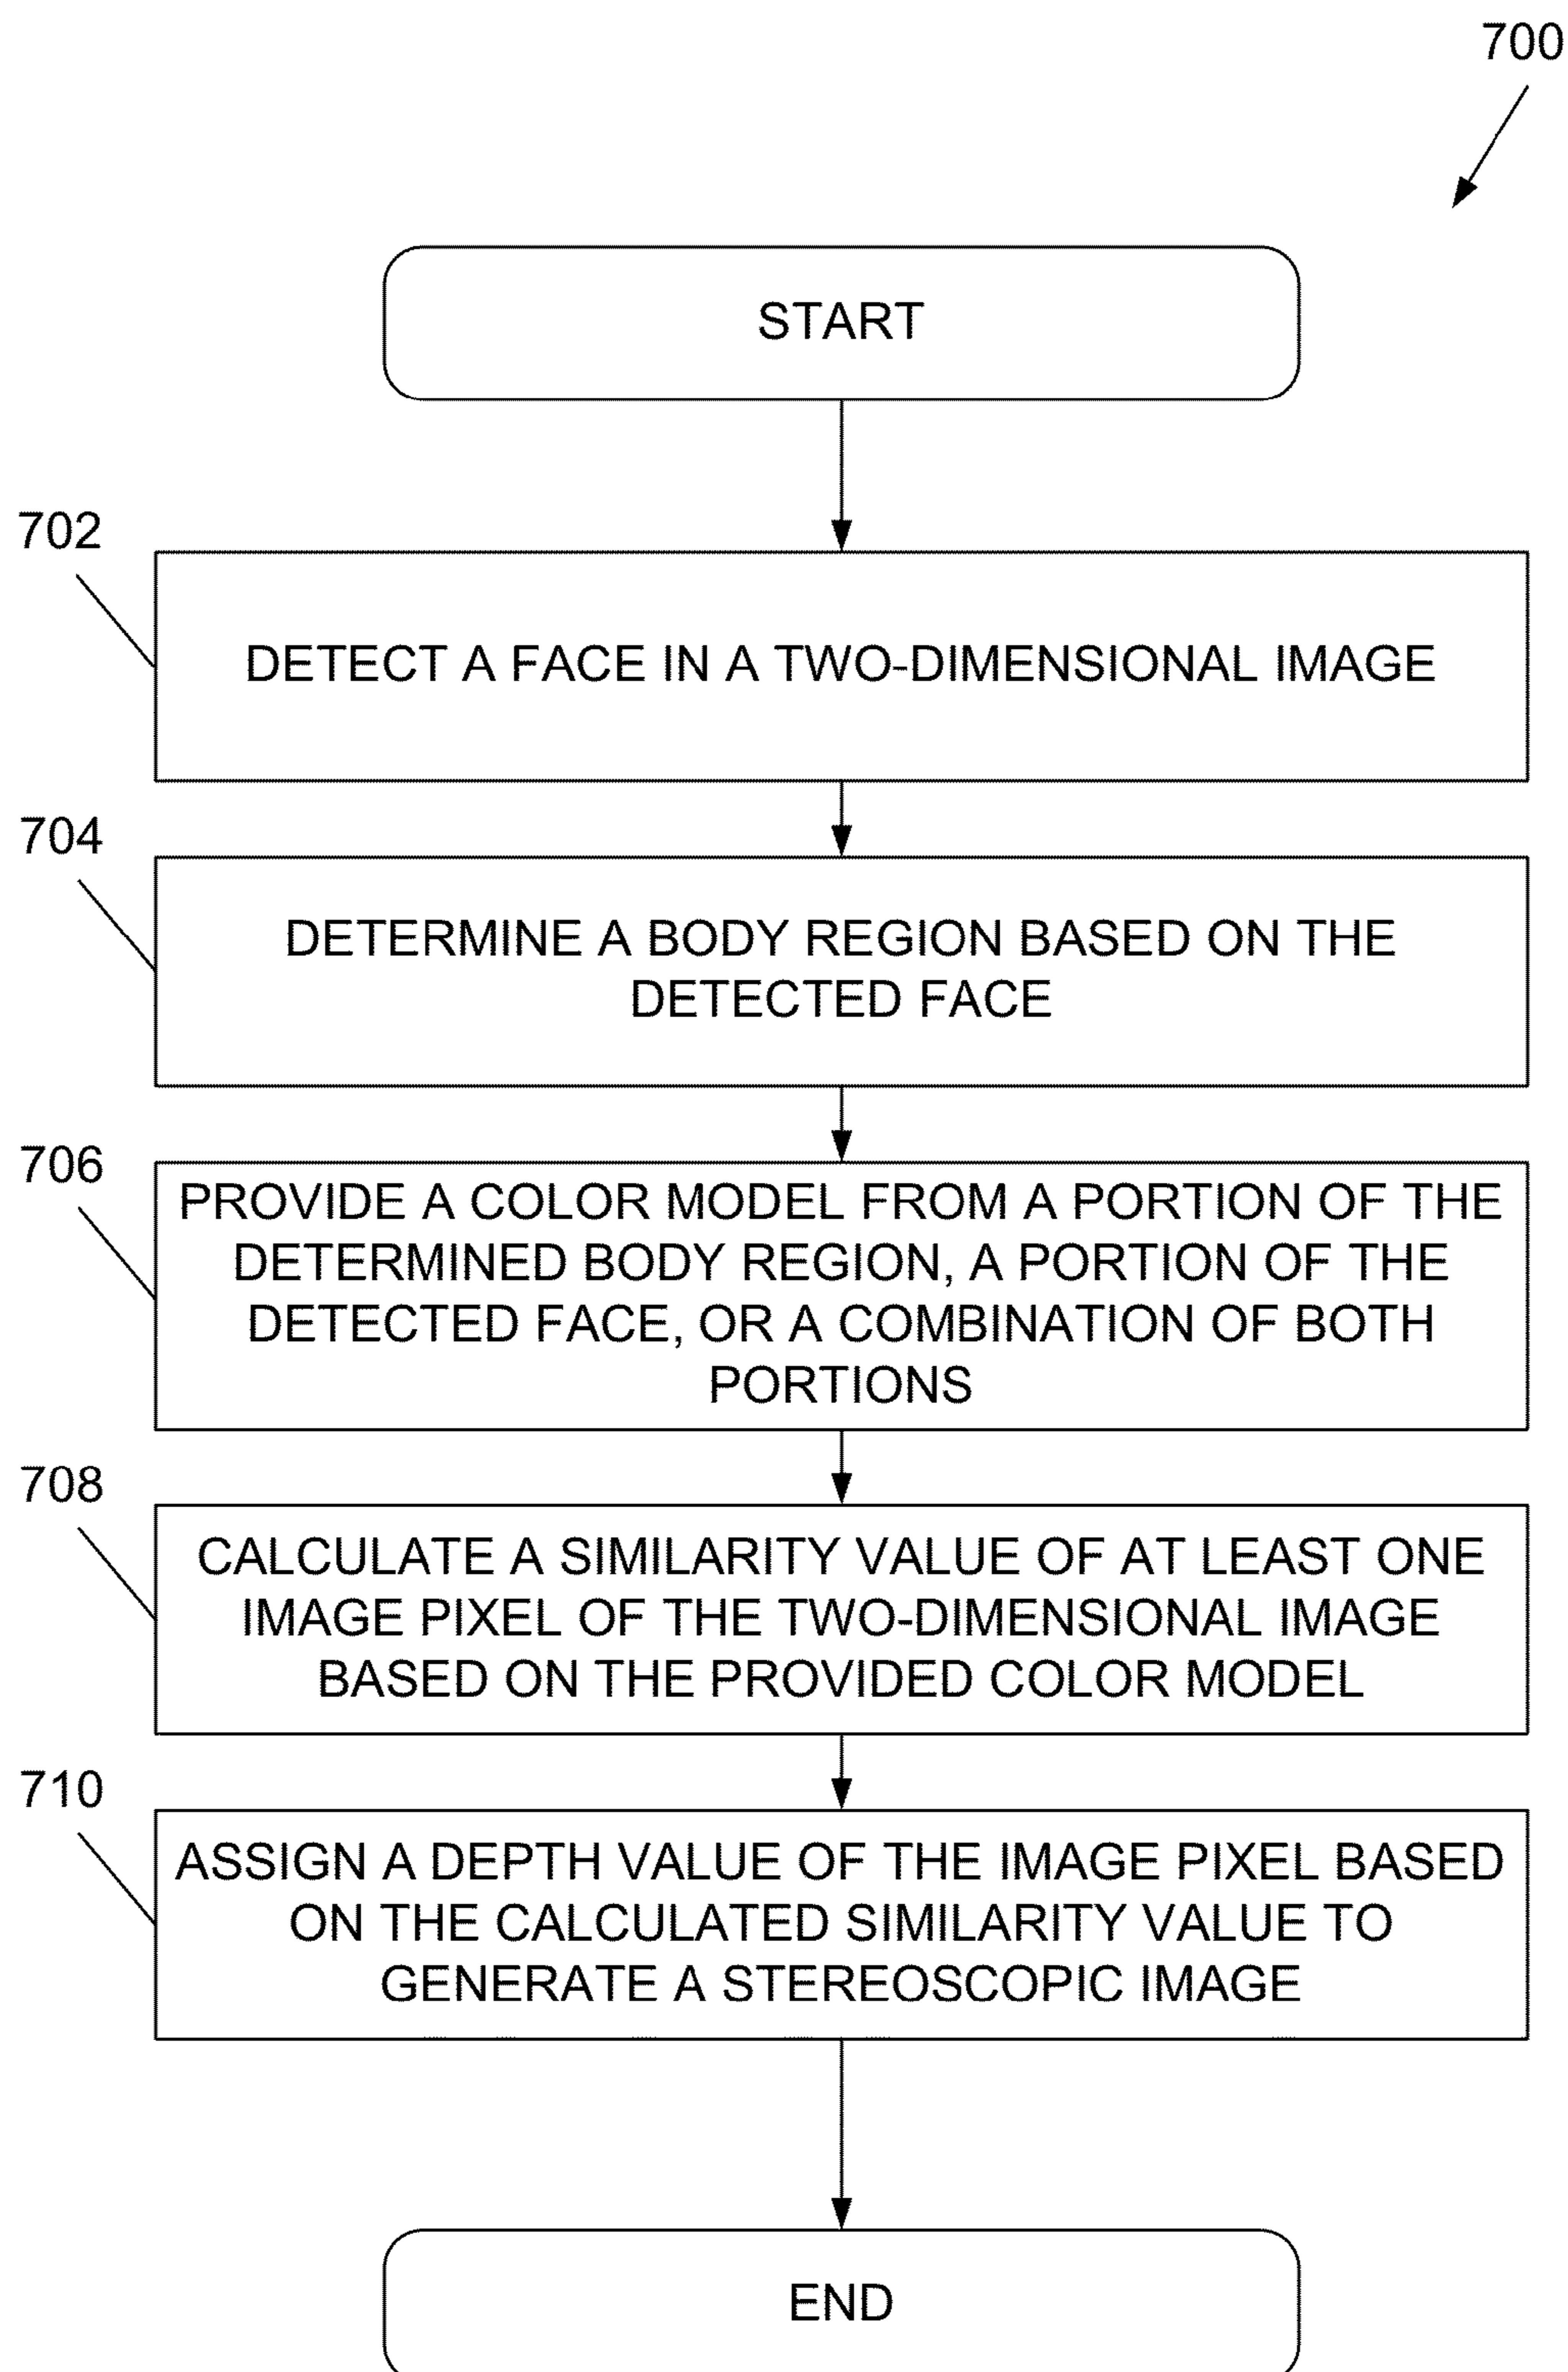 700
START
702
DETECT A FACE IN A TWO-DIMENSIONAL IMAGE
704
DETERMINE A BODY REGION BASED ON THE
DETECTED FACE
706
PROVIDE A COLOR MODEL FROM A PORTION OF THE
DETERMINED BODY REGION, A PORTION OF THE
DETECTED FACE, OR A COMBINATION OF BOTH
PORTIONS
708
CALCULATE A SIMILARITY VALUE OF AT LEAST ONE
IMAGE PIXEL OF THE TWO-DIMENSIONAL IMAGE
BASED ON THE PROVIDED COLOR MODEL
710
ASSIGN A DEPTH VALUE OF THE IMAGE PIXEL BASED
ON THE CALCULATED SIMILARITY VALUE TO
GENERATE A STEREOSCOPIC IMAGE
END